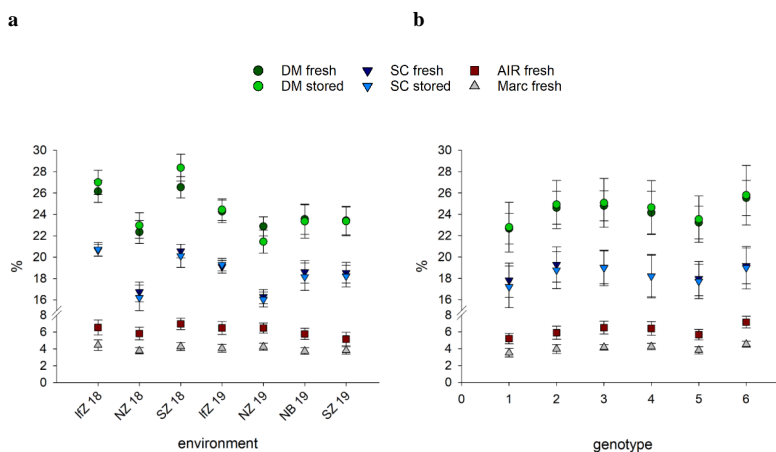 a
b
DM fresh
SC fresh
AIR fresh
DM stored
SC stored
Marc fresh
30
28
26
24
22
20
18
16
8
6
4
2
0
%
IfZ 18
NZ 18
SZ 18
IfZ 19
NZ 19
NB 19
SZ 19
environment
30
28
26
24
22
20
18
16
8
6
4
2
0
%
0
1
2
3
4
5
6
genotype